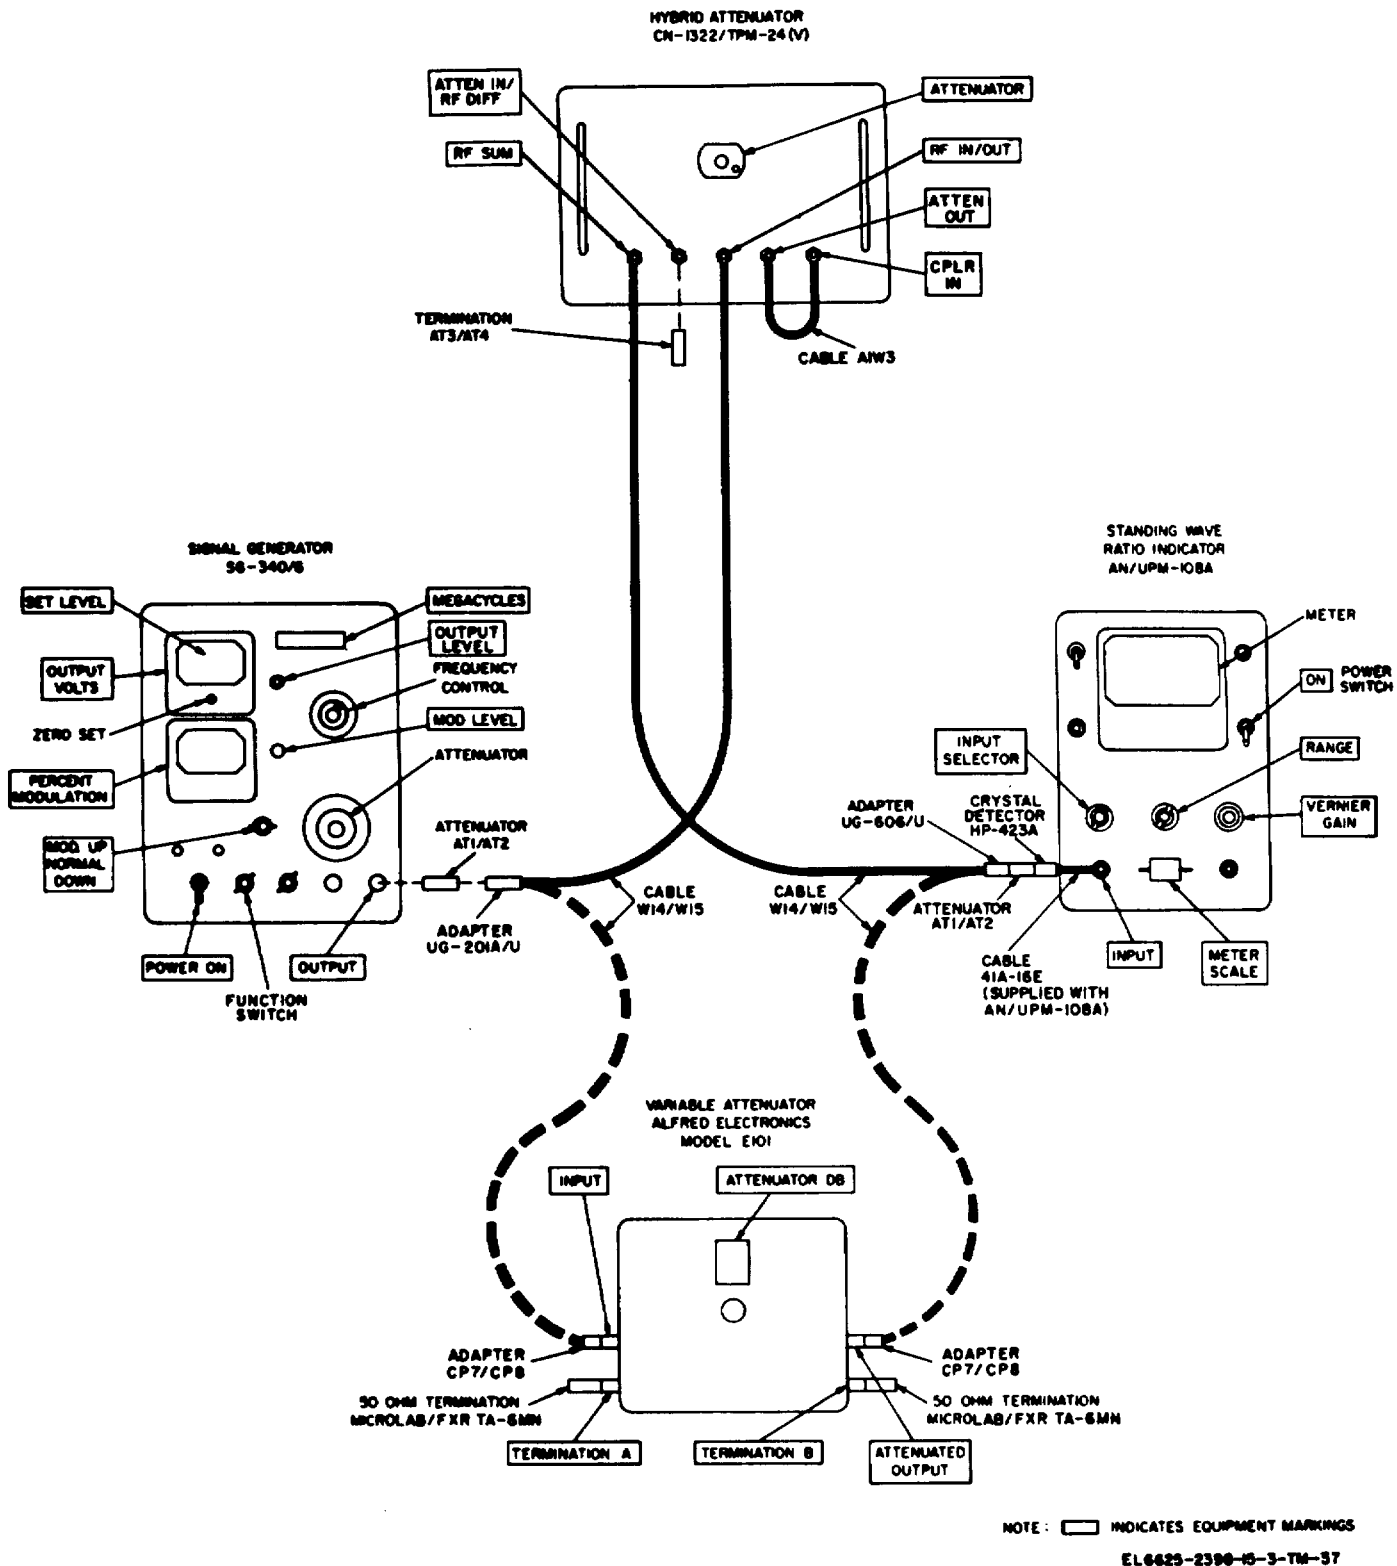 HYBRID ATTENUATOR
CN-1322/TPM-24(V)
ATTEN IN/
RF DIFF
ATTENUATOR
RF SUM
RF IN/OUT
ATTEN
OUT
CPLR
IN
TERMINATION
AT3/AT4
CABLE A1W3
SIGNAL GENERATOR
SG-340/G
STANDING WAVE
RATIO INDICATOR
AN/UPM-108A
SET LEVEL
MEGACYCLES
OUTPUT
LEVEL
METER
OUTPUT
VOLTS
FREQUENCY
CONTROL
ON
POWER
SWITCH
ZERO SET
MOD LEVEL
INPUT
SELECTOR
RANGE
PERCENT
MODULATION
ATTENUATOR
ADAPTER
UG-606/U
CRYSTAL
DETECTOR
HP-423A
VERNIER
GAIN
MOD. UP
NORMAL
DOWN
ATTENUATOR
AT1/AT2
CABLE
W14/W15
CABLE
W14/W15
ATTENUATOR
AT1/AT2
ADAPTER
UG-201A/U
POWER ON
OUTPUT
FUNCTION
SWITCH
CABLE
41A-16E
(SUPPLIED WITH
AN/UPM-108A)
INPUT
METER
SCALE
VARIABLE ATTENUATOR
ALFRED ELECTRONICS
MODEL E101
INPUT
ATTENUATOR DB
ADAPTER
CP7/CP8
ADAPTER
CP7/CP8
50 OHM TERMINATION
MICROLAB/FXR TA-6MN
50 OHM TERMINATION
MICROLAB/FXR TA-6MN
TERMINATION A
TERMINATION B
ATTENUATED
OUTPUT
NOTE: INDICATES EQUIPMENT MARKINGS
EL6625-2398-15-3-TM-37